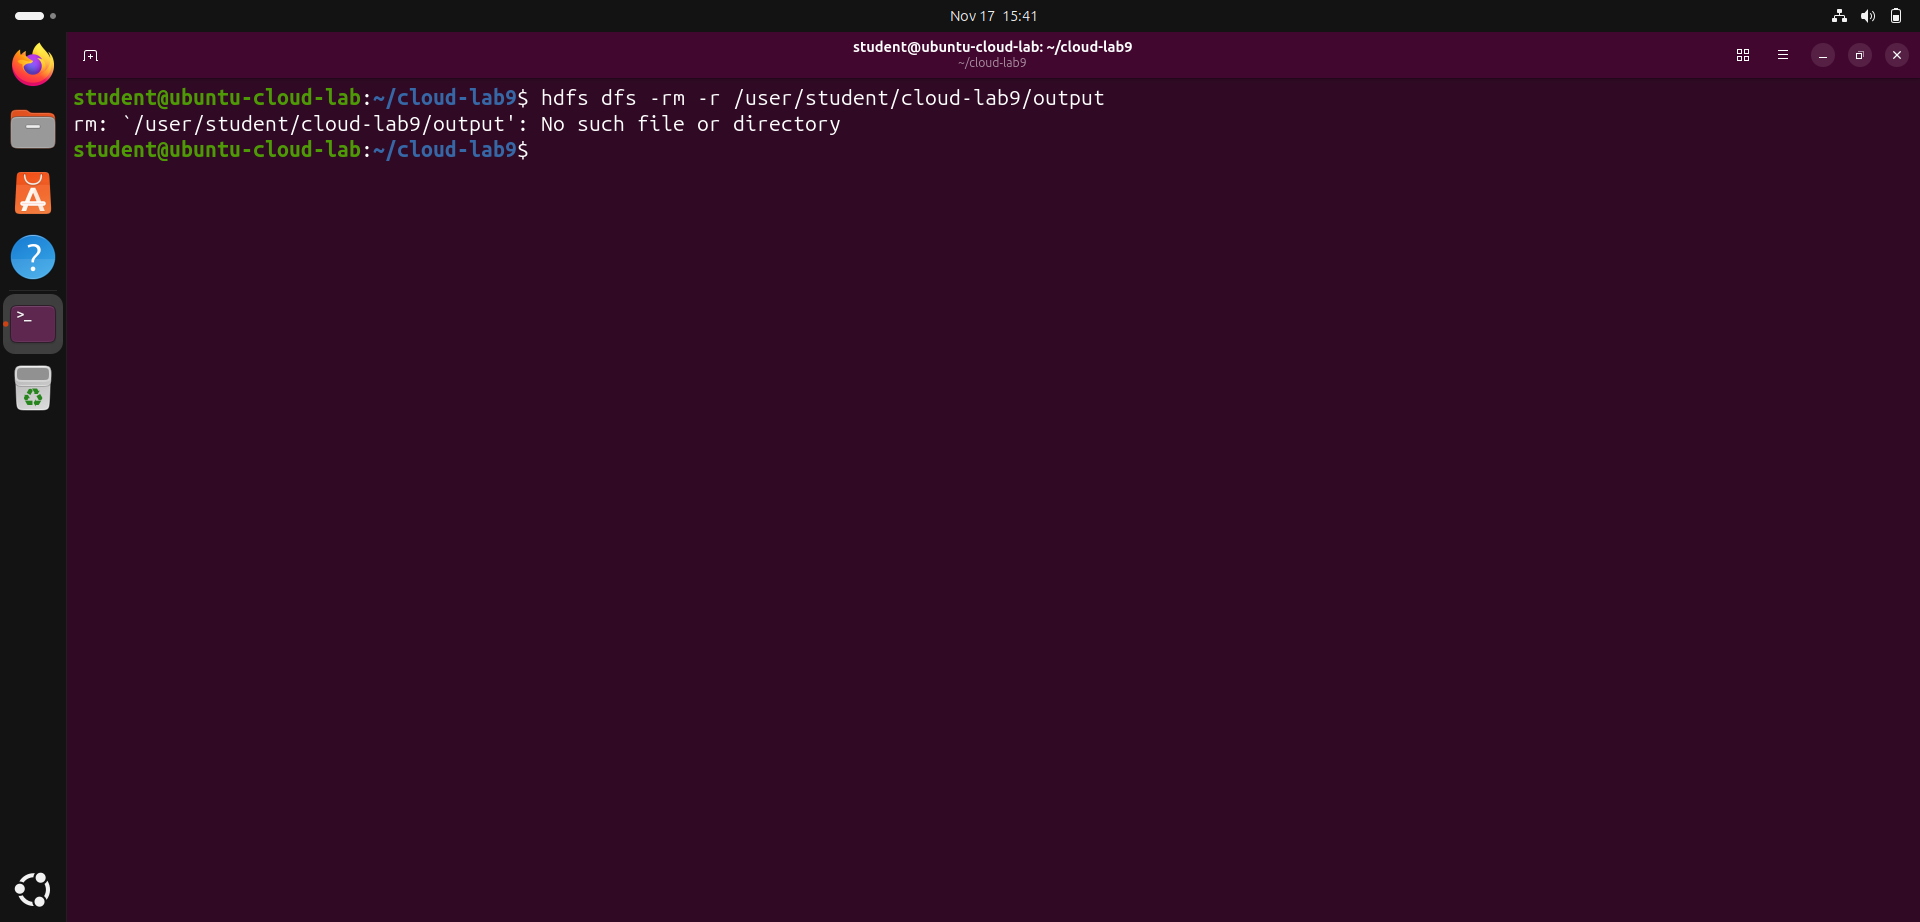 Nov 17 15:41
student@ubuntu-cloud-lab: ~/cloud-lab9
~/cloud-lab9
student@ubuntu-cloud-lab:~/cloud-lab9$ hdfs dfs -rm -r /user/student/cloud-lab9/output
rm: `/user/student/cloud-lab9/output': No such file or directory
student@ubuntu-cloud-lab:~/cloud-lab9$